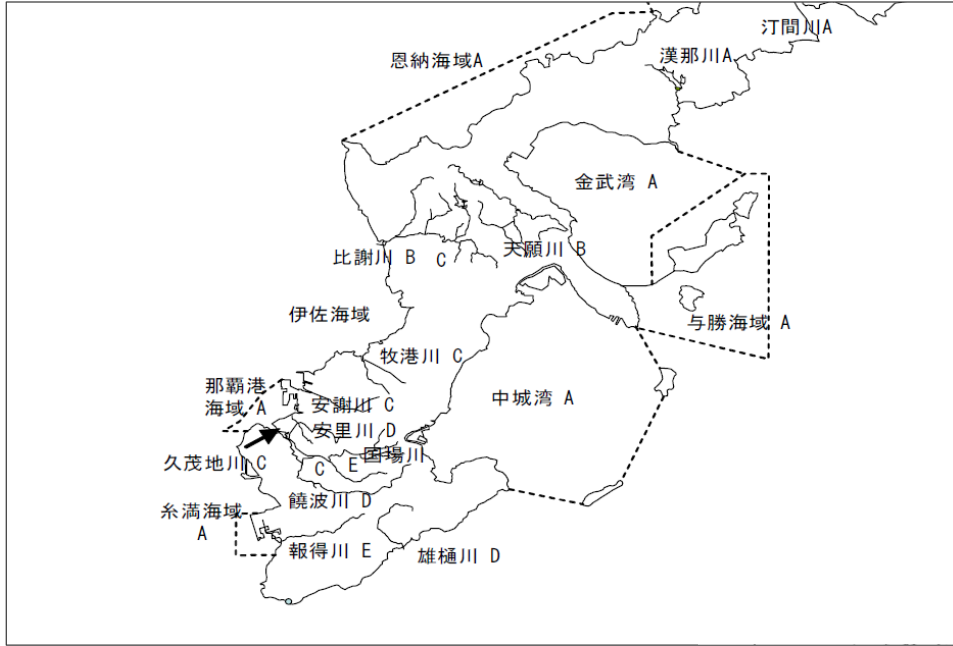 汀間川A
恩納海域A
漢那川A
金武湾 A
比謝川 B C
天願川 B
伊佐海域
与勝海域 A
牧港川 C
那覇港
海域 A
安謝川 C
中城湾 A
安里川 D
国場川
久茂地川 C
C E
饒波川 D
糸満海域
A
報得川 E
雄樋川 D